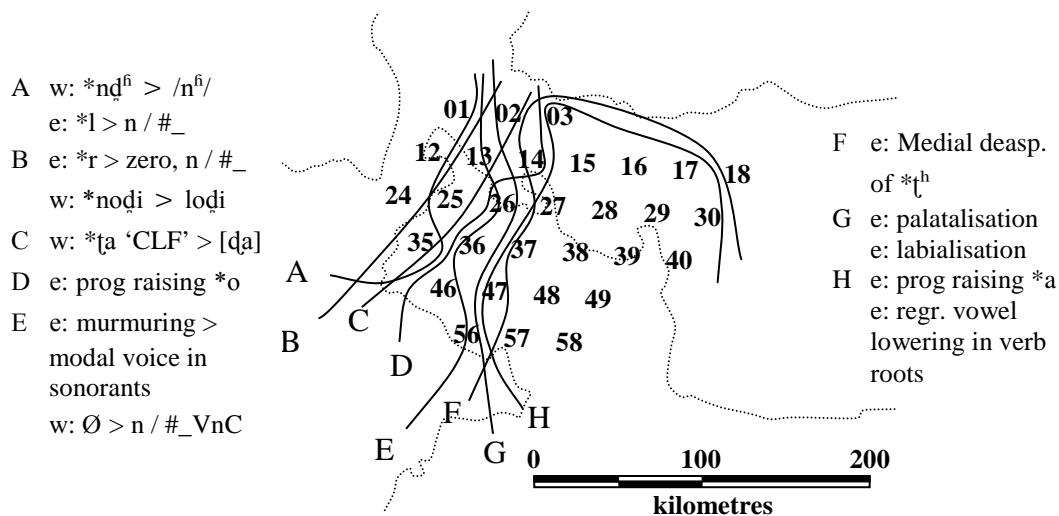 A w: *nd̤ʱ > /nʱ/
e: *l > n / #_
B e: *r > zero, n / #_
w: *nod̤i > lod̤i
C w: *ʈa ‘CLF’ > [ɖa]
D e: prog raising *o
E e: murmuring >
modal voice in
sonorants
w: Ø > n / #_VnC
01 02 03
12 13 14 15 16 17 18
24 25 26 27 28 29 30
35 36 37 38 39 40
46 47 48 49
56 57 58
A
B
C
D
E
F
G
H
F e: Medial deasp.
of *ʈʰ
G e: palatalisation
e: labialisation
H e: prog raising *a
e: regr. vowel
lowering in verb
roots
0 100 200
kilometres